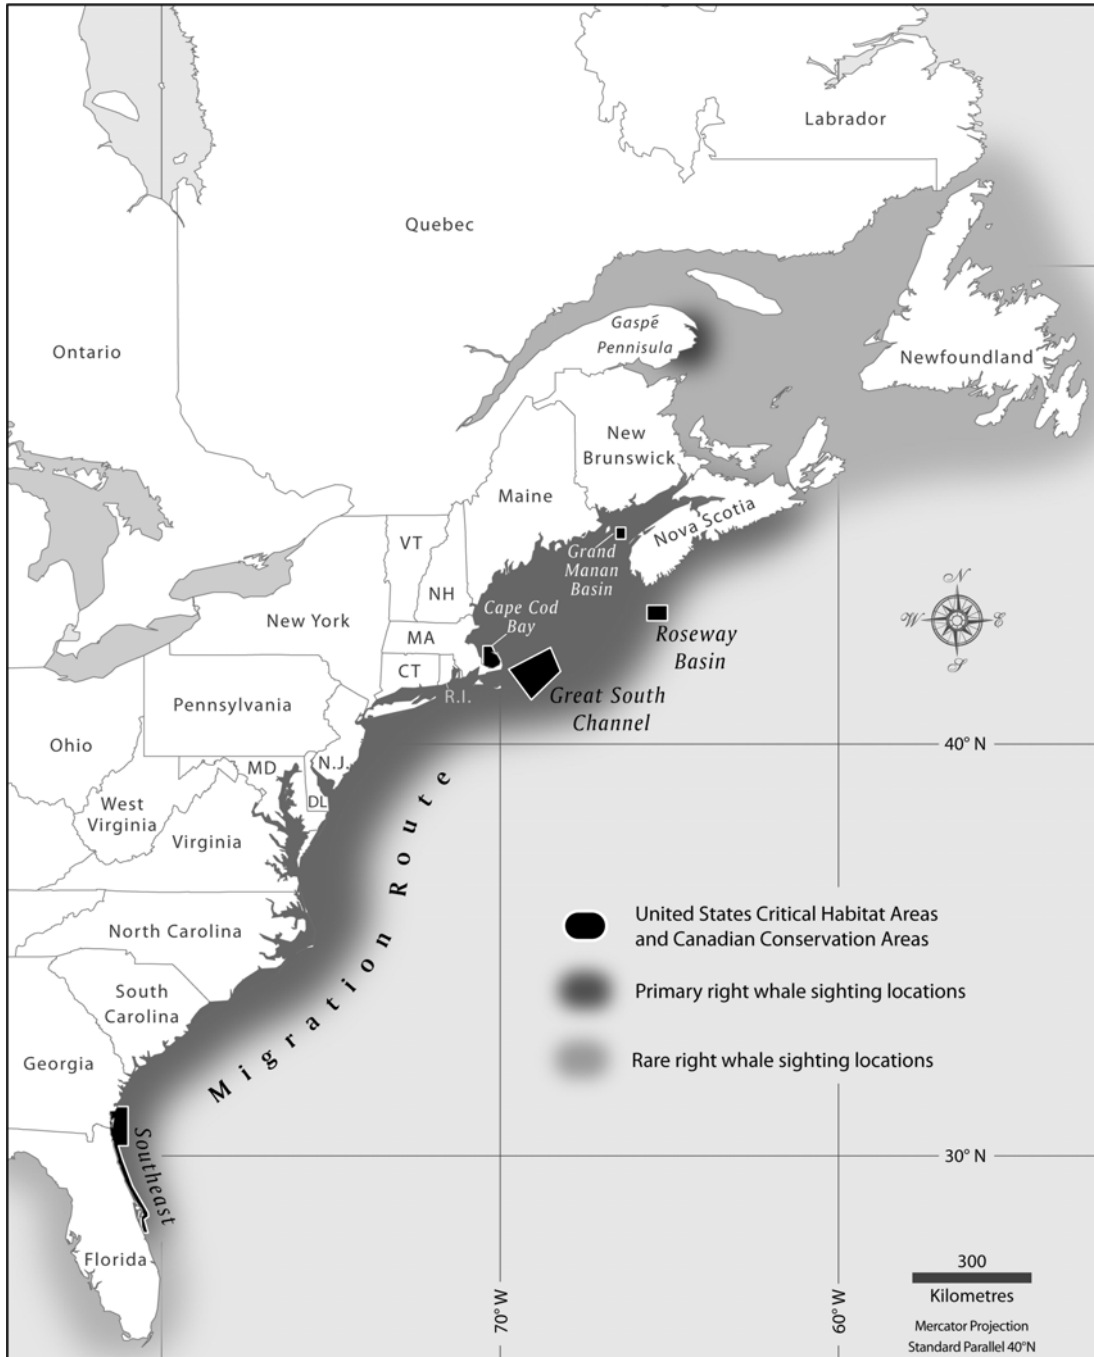 Labrador
Quebec
Gaspé
Pennisula
Ontario
Newfoundland
New
Brunswick
Maine
Nova Scotia
VT
Grand
Manan
Basin
NH
Cape Cod
Bay
N
W
E
S
New York
MA
Roseway
Basin
CT
R.I.
Great South
Channel
Pennsylvania
Ohio
40° N
MD
N.J.
DL
West
Virginia
Virginia
Migration Route
North Carolina
United States Critical Habitat Areas
and Canadian Conservation Areas
South
Carolina
Primary right whale sighting locations
Georgia
Rare right whale sighting locations
Southeast
30° N
Florida
300
Kilometres
70° W
60° W
Mercator Projection
Standard Parallel 40°N